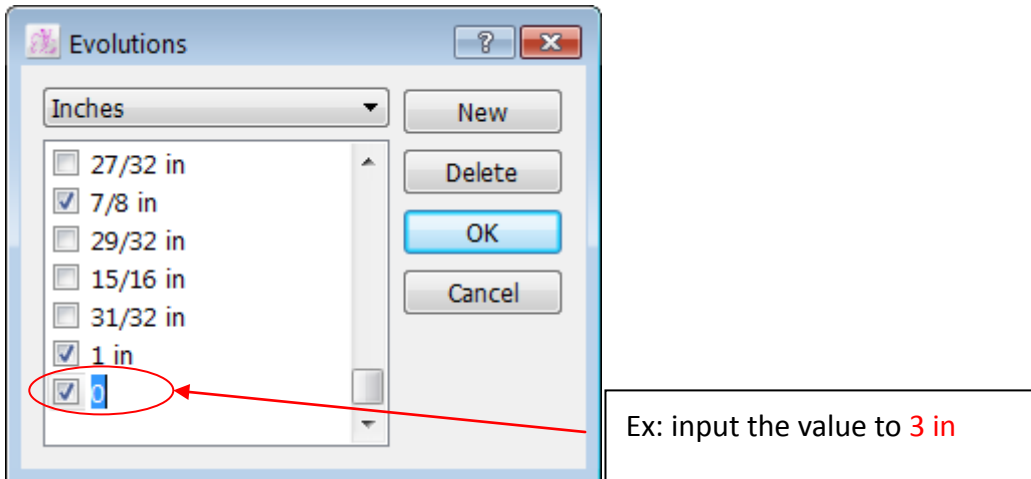 Evolutions
Inches
New
27/32 in
Delete
7/8 in
29/32 in
OK
15/16 in
Cancel
31/32 in
1 in
0
Ex: input the value to 3 in